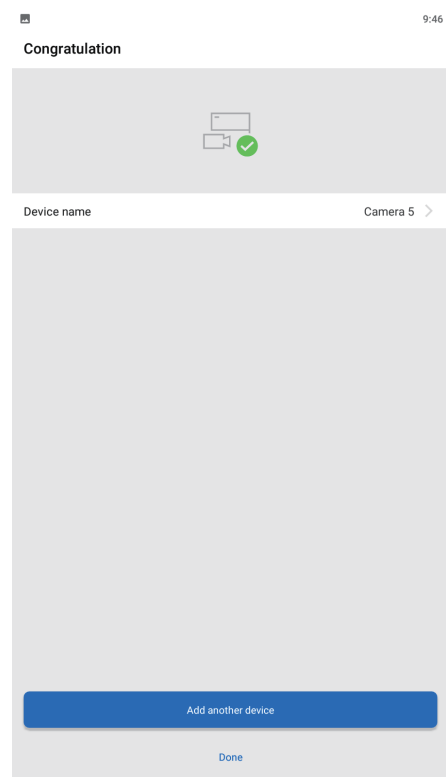 9:46
Congratulation
Device name Camera 5
Add another device
Done